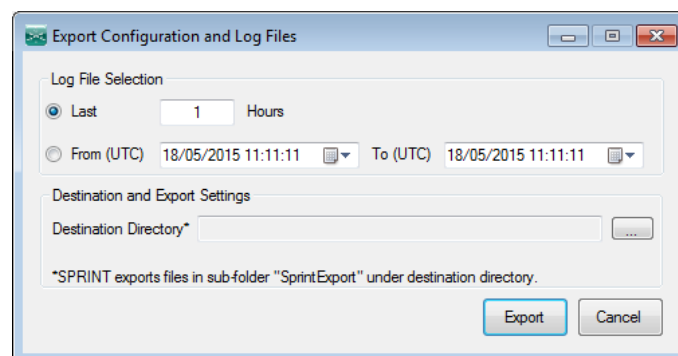 Export Configuration and Log Files
Log File Selection
Last 1 Hours
From (UTC) 18/05/2015 11:11:11 To (UTC) 18/05/2015 11:11:11
Destination and Export Settings
Destination Directory* ...
*SPRINT exports files in sub-folder "SprintExport" under destination directory.
Export Cancel